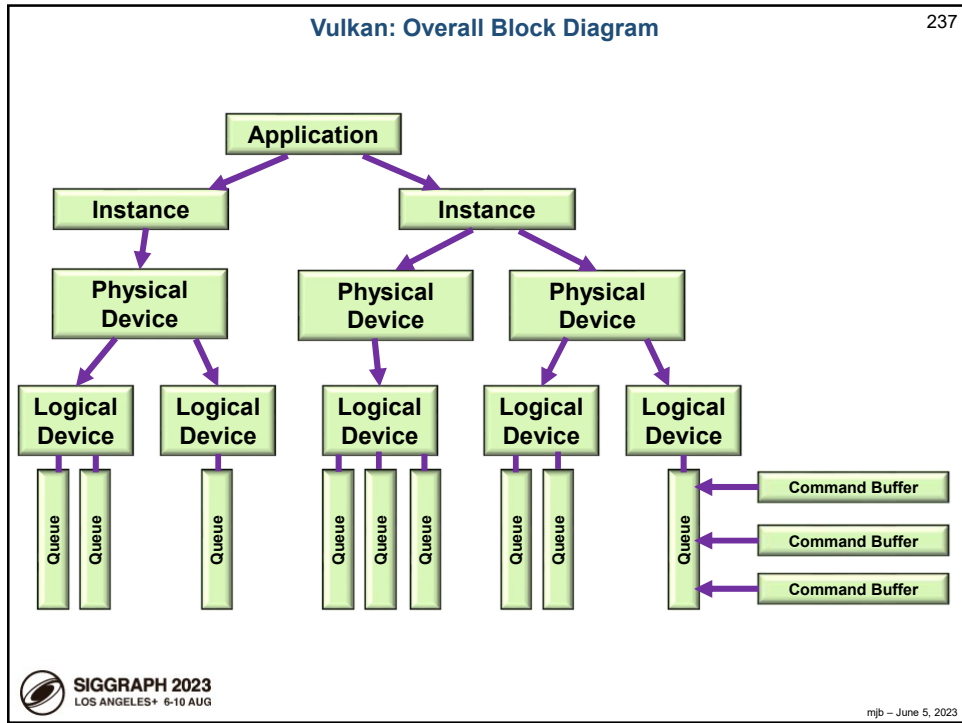 Vulkan: Overall Block Diagram
237
Application
Instance
Instance
Physical
Device
Physical
Device
Physical
Device
Logical
Device
Logical
Device
Logical
Device
Logical
Device
Logical
Device
Queue
Queue
Queue
Queue
Queue
Queue
Queue
Queue
Queue
Command Buffer
Command Buffer
Command Buffer
SIGGRAPH 2023
LOS ANGELES+ 6-10 AUG
mjb – June 5, 2023